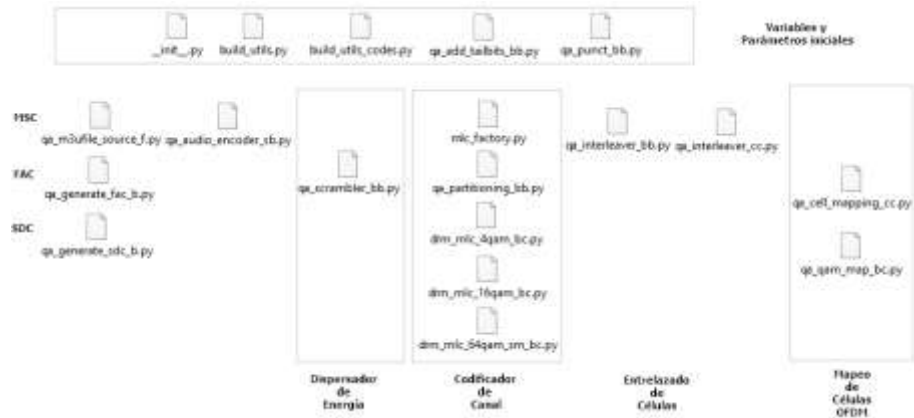 __init__.py build_utils.py build_utils_codes.py qa_add_tailbits_bb.py qa_punct_bb.py
Variables y
Parámetros iniciales
MSC
qa_m3ufile_source_f.py qa_audio_encoder_sb.py mlc_factory.py qa_interleaver_bb.py qa_interleaver_cc.py
FAC
qa_generate_fac_b.py qa_scrambler_bb.py qa_partitioning_bb.py qa_cell_mapping_cc.py
SDC
qa_generate_sdc_b.py drm_mlc_4qam_bc.py qa_qam_map_bc.py
drm_mlc_16qam_bc.py
drm_mlc_64qam_sm_bc.py
Dispersador
de
Energía
Codificador
de
Canal
Entrelazado
de
Células
Mapeo
de
Células
OFDM